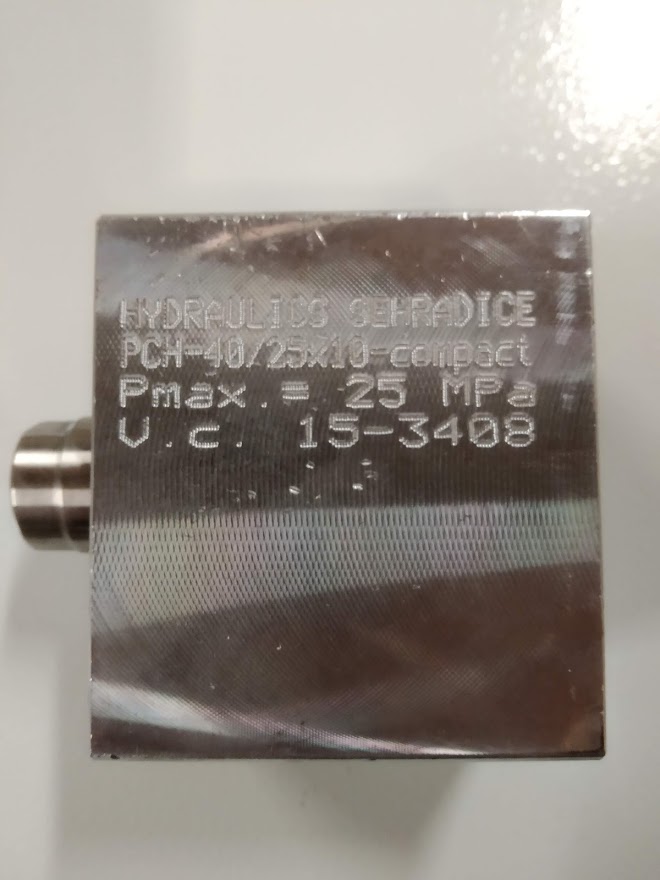 HYDRAULICS SEHRADICE
PCH-40/25x10-compact
Pmax.= 25 MPa
V.c. 15-3408